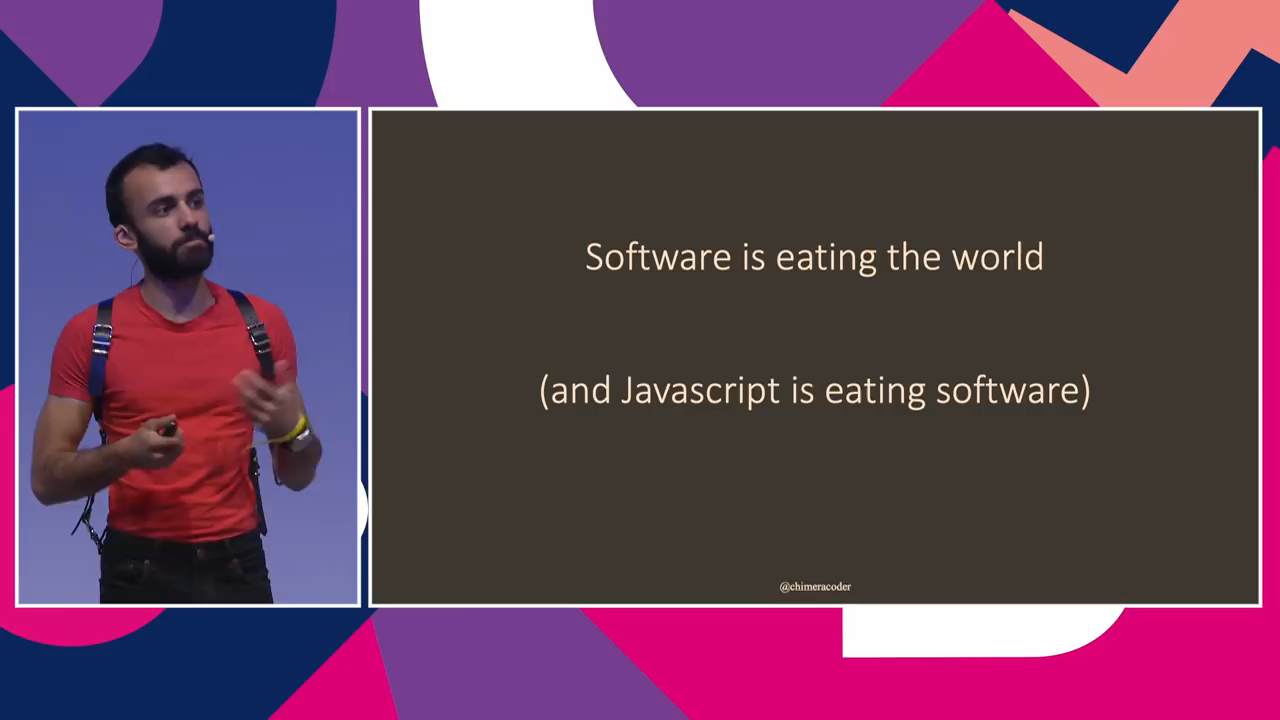 Software is eating the world
(and Javascript is eating software)
@chimeracoder